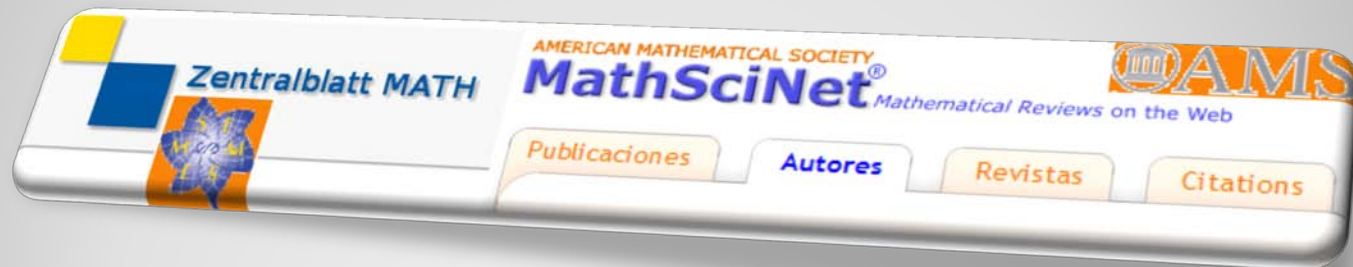 Zentralblatt MATH
AMERICAN MATHEMATICAL SOCIETY
MathSciNet®
Mathematical Reviews on the Web
AMS
Publicaciones
Autores
Revistas
Citations